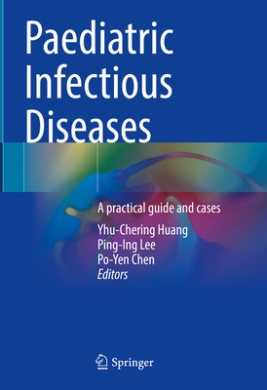 Paediatric
Infectious
Diseases
A practical guide and cases
Yhu-Chering Huang
Ping-Ing Lee
Po-Yen Chen
Editors
Springer